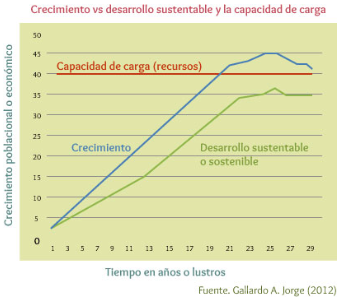 Crecimiento vs desarrollo sustentable y la capacidad de carga
Crecimiento poblacional o económico
50
45
40
35
30
25
20
15
10
5
0
Capacidad de carga (recursos)
Crecimiento
Desarrollo sustentable
o sostenible
1 3 5 7 9 11 13 15 17 19 21 23 25 27 29
Tiempo en años o lustros
Fuente. Gallardo A. Jorge (2012)